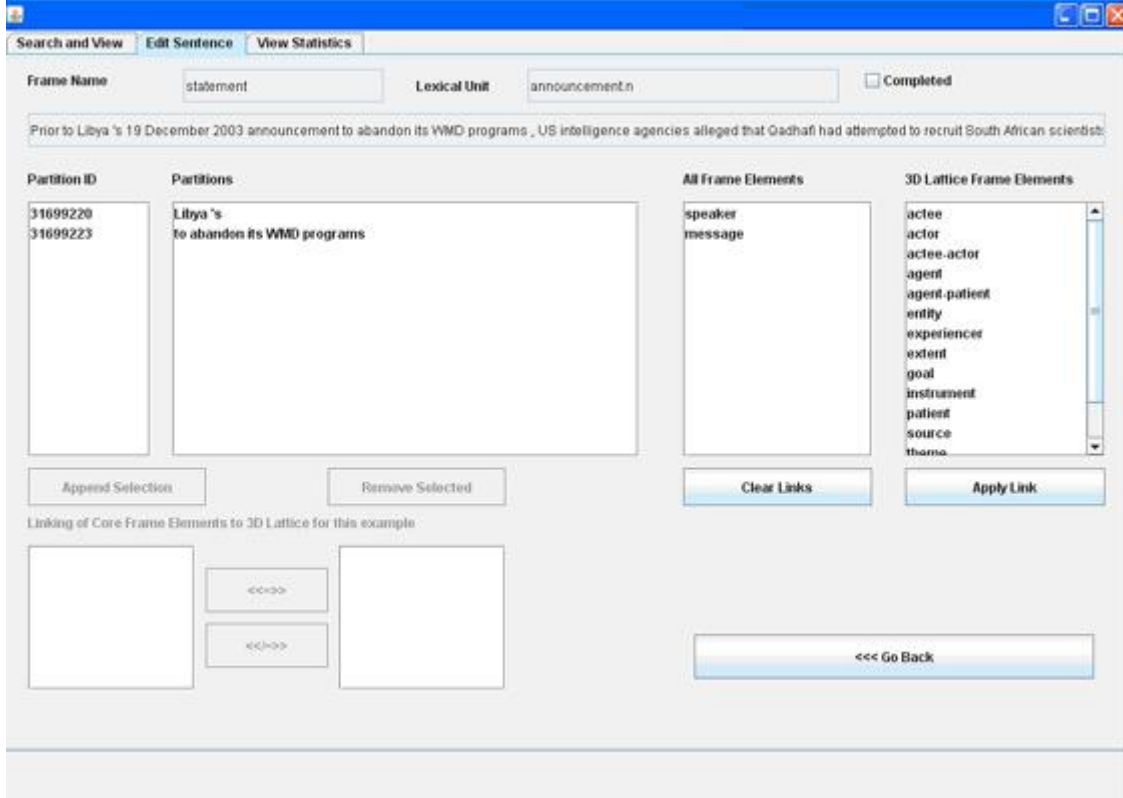 Search and View Edit Sentence View Statistics
Frame Name statement Lexical Unit announcement.n Completed
Prior to Libya 's 19 December 2003 announcement to abandon its WMD programs , US intelligence agencies alleged that Qadhafi had attempted to recruit South African scientists
Partition ID Partitions All Frame Elements 3D Lattice Frame Elements
31699220 Libya 's speaker actee
31699223 to abandon its WMD programs message actor
actee-actor
agent
agent-patient
entity
experiencer
extent
goal
instrument
patient
source
theme
Append Selection Remove Selected Clear Links Apply Link
Linking of Core Frame Elements to 3D Lattice for this example
<<->>
<</->>
<<< Go Back